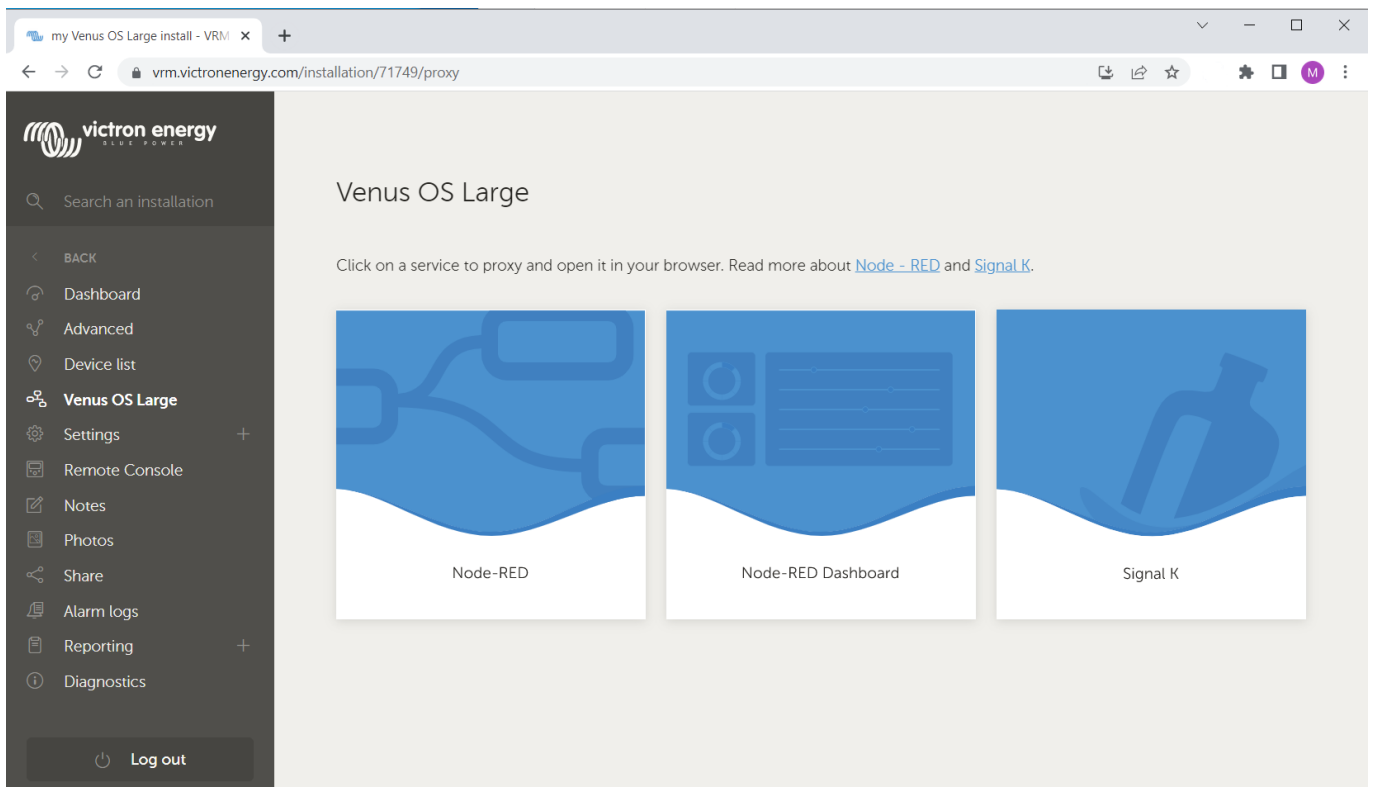 my Venus OS Large install - VRM
vrm.victronenergy.com/installation/71749/proxy
M
victron energy
BLUE POWER
Search an installation
BACK
Dashboard
Advanced
Device list
Venus OS Large
Settings
Remote Console
Notes
Photos
Share
Alarm logs
Reporting
Diagnostics
Log out
Venus OS Large
Click on a service to proxy and open it in your browser. Read more about Node - RED and Signal K.
Node-RED
Node-RED Dashboard
Signal K